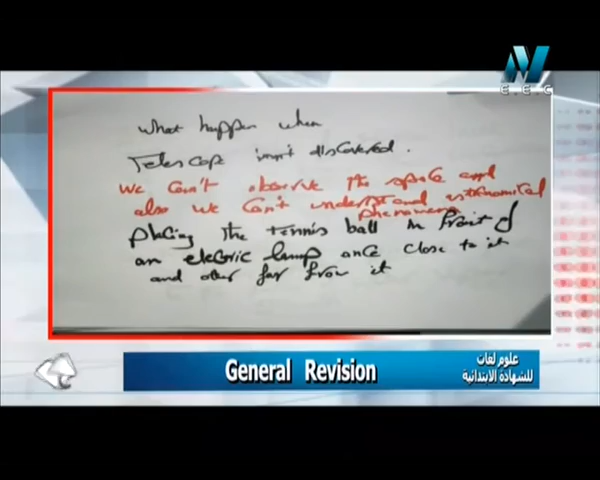 E.E.C
What happen when
Telescope isn't discovered.
We Can't observe the space and
also we Can't understand astronomical
phenomena
placing the tennis ball in front of
an electric lamp once close to it
and other far from it
General Revision
علوم لغات
للشهادة الابتدائية